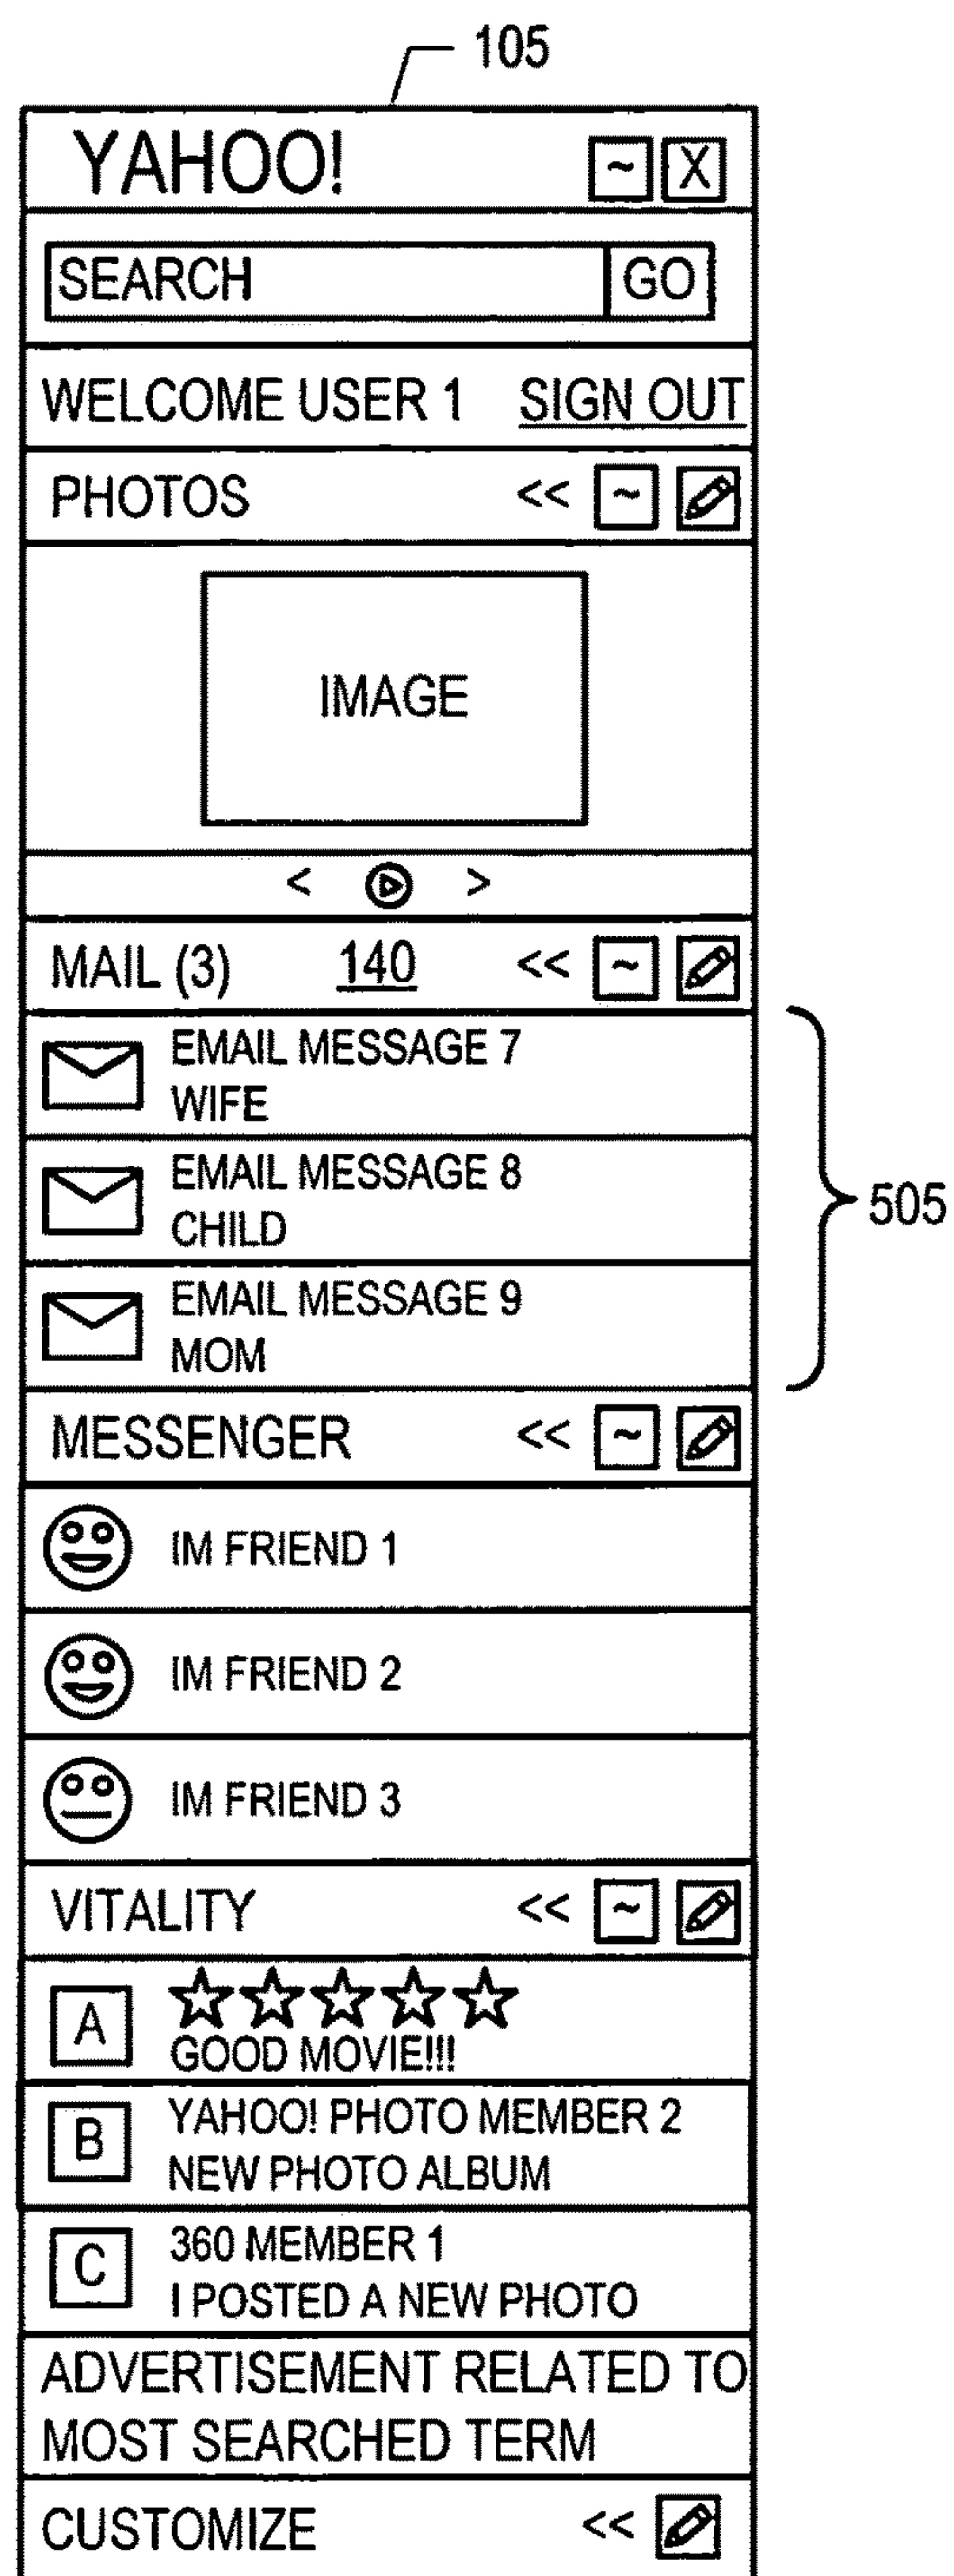 105
YAHOO! ~ X
SEARCH GO
WELCOME USER 1 SIGN OUT
PHOTOS << ~
IMAGE
< >
MAIL (3) 140 << ~
EMAIL MESSAGE 7
WIFE
EMAIL MESSAGE 8
CHILD
505
EMAIL MESSAGE 9
MOM
MESSENGER << ~
IM FRIEND 1
IM FRIEND 2
IM FRIEND 3
VITALITY << ~
A
GOOD MOVIE!!!
B YAHOO! PHOTO MEMBER 2
NEW PHOTO ALBUM
C 360 MEMBER 1
I POSTED A NEW PHOTO
ADVERTISEMENT RELATED TO
MOST SEARCHED TERM
CUSTOMIZE <<